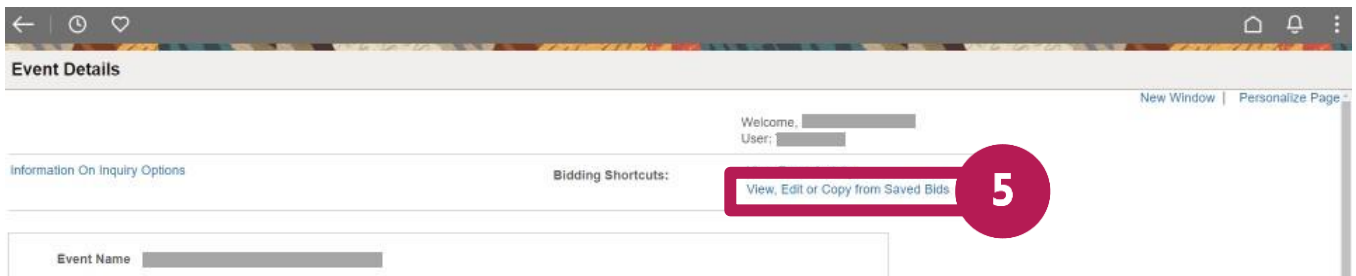 Event Details
New Window | Personalize Page
Welcome,
User:
Information On Inquiry Options
Bidding Shortcuts:
View, Edit or Copy from Saved Bids
5
Event Name